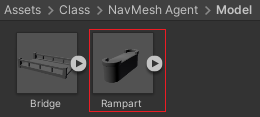 Assets > Class > NavMesh Agent > Model
Bridge
Rampart